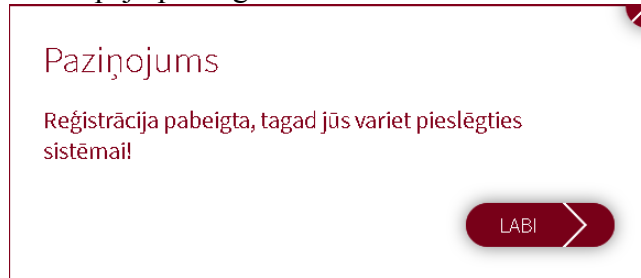 Paziņojums
Reģistrācija pabeigta, tagad jūs variet pieslēgties
sistēmai!
LABI